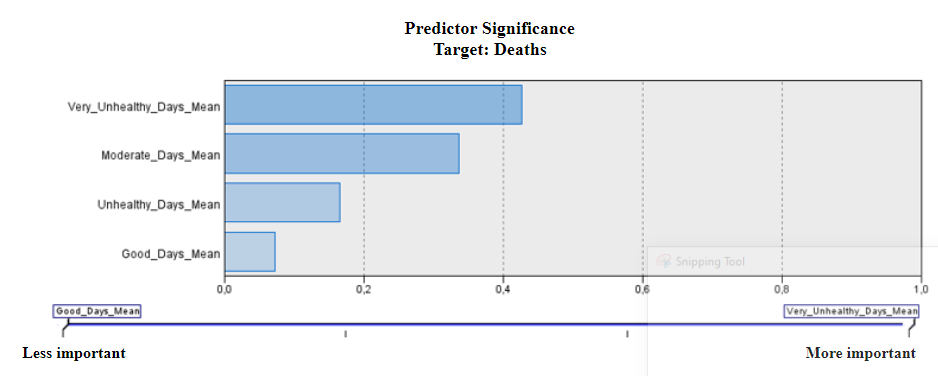 Predictor Significance
Target: Deaths
Very_Unhealthy_Days_Mean
Moderate_Days_Mean
Unhealthy_Days_Mean
Good_Days_Mean
Snipping Tool
0,0 0,2 0,4 0,6 0,8 1,0
Good_Days_Mean Very_Unhealthy_Days_Mean
Less important More important